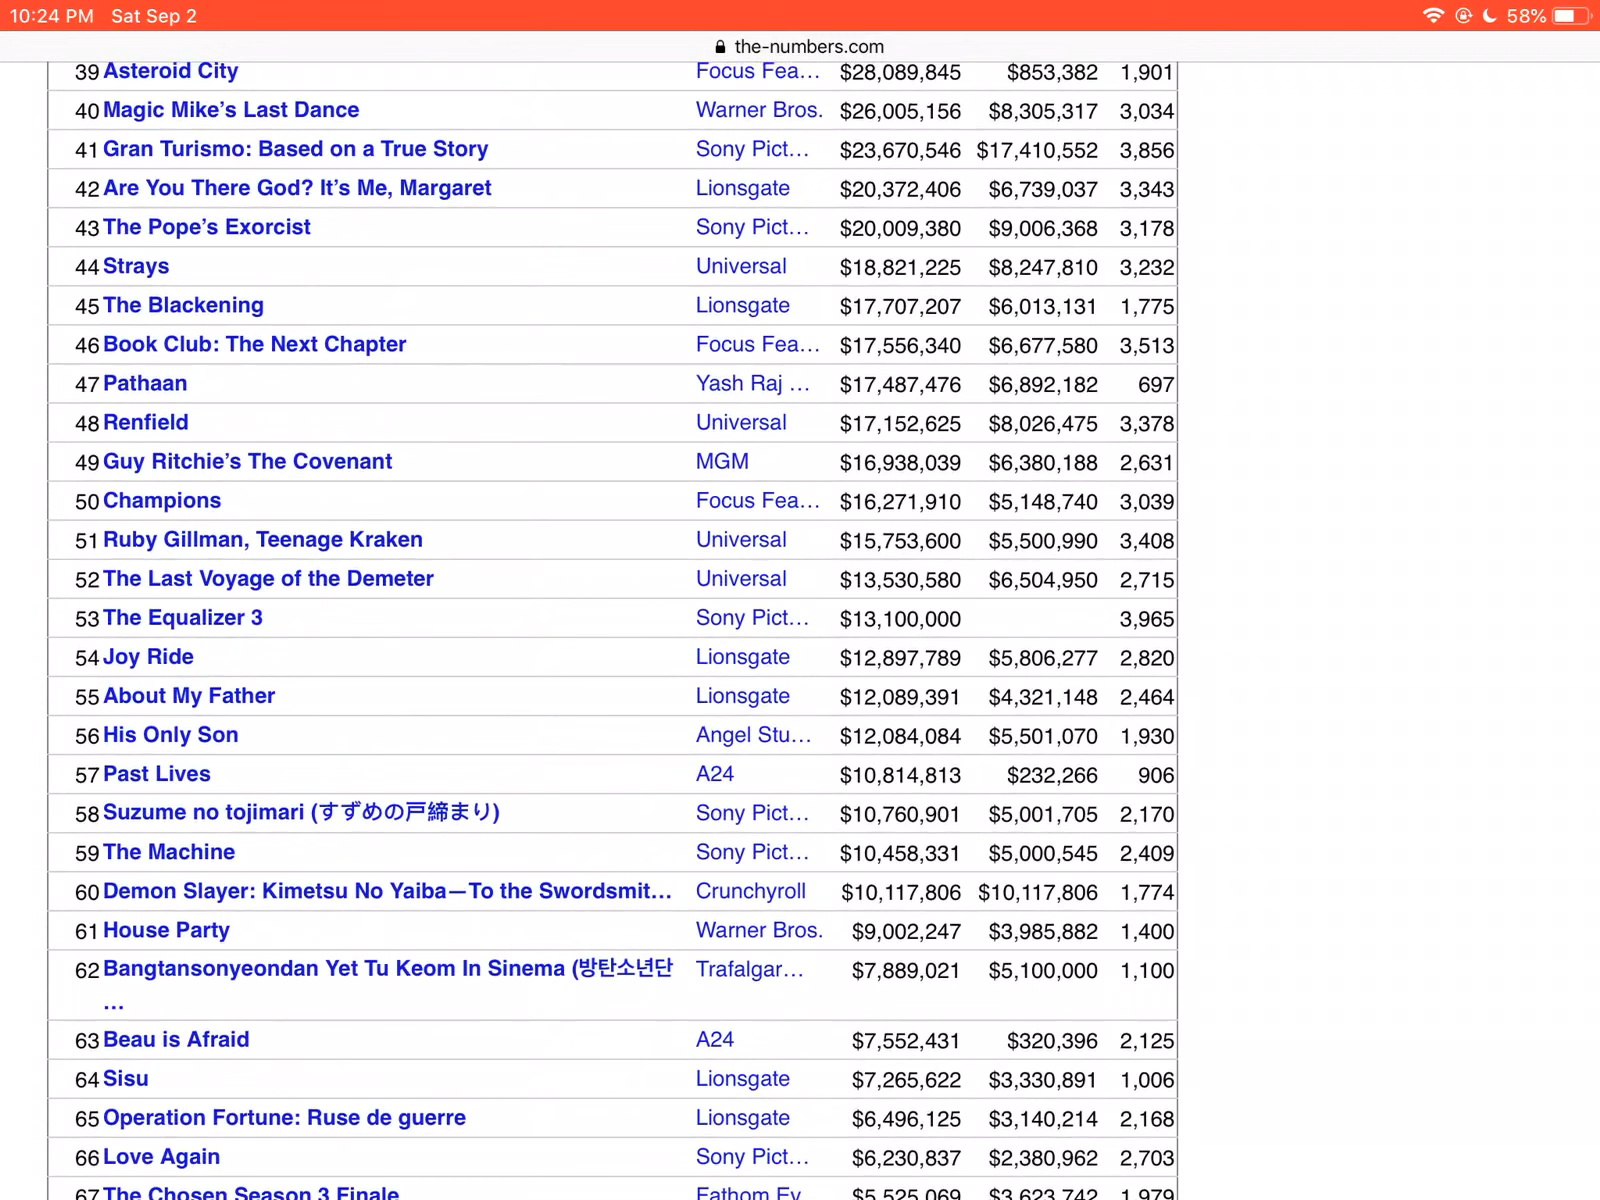 10:24 PM Sat Sep 2 58%
the-numbers.com
39 Asteroid City Focus Fea… $28,089,845 $853,382 1,901
40 Magic Mike’s Last Dance Warner Bros. $26,005,156 $8,305,317 3,034
41 Gran Turismo: Based on a True Story Sony Pict… $23,670,546 $17,410,552 3,856
42 Are You There God? It’s Me, Margaret Lionsgate $20,372,406 $6,739,037 3,343
43 The Pope’s Exorcist Sony Pict… $20,009,380 $9,006,368 3,178
44 Strays Universal $18,821,225 $8,247,810 3,232
45 The Blackening Lionsgate $17,707,207 $6,013,131 1,775
46 Book Club: The Next Chapter Focus Fea… $17,556,340 $6,677,580 3,513
47 Pathaan Yash Raj … $17,487,476 $6,892,182 697
48 Renfield Universal $17,152,625 $8,026,475 3,378
49 Guy Ritchie’s The Covenant MGM $16,938,039 $6,380,188 2,631
50 Champions Focus Fea… $16,271,910 $5,148,740 3,039
51 Ruby Gillman, Teenage Kraken Universal $15,753,600 $5,500,990 3,408
52 The Last Voyage of the Demeter Universal $13,530,580 $6,504,950 2,715
53 The Equalizer 3 Sony Pict… $13,100,000 3,965
54 Joy Ride Lionsgate $12,897,789 $5,806,277 2,820
55 About My Father Lionsgate $12,089,391 $4,321,148 2,464
56 His Only Son Angel Stu… $12,084,084 $5,501,070 1,930
57 Past Lives A24 $10,814,813 $232,266 906
58 Suzume no tojimari (すずめの戸締まり) Sony Pict… $10,760,901 $5,001,705 2,170
59 The Machine Sony Pict… $10,458,331 $5,000,545 2,409
60 Demon Slayer: Kimetsu No Yaiba—To the Swordsmit… Crunchyroll $10,117,806 $10,117,806 1,774
61 House Party Warner Bros. $9,002,247 $3,985,882 1,400
62 Bangtansonyeondan Yet Tu Keom In Sinema (방탄소년단 Trafalgar… $7,889,021 $5,100,000 1,100
…
63 Beau is Afraid A24 $7,552,431 $320,396 2,125
64 Sisu Lionsgate $7,265,622 $3,330,891 1,006
65 Operation Fortune: Ruse de guerre Lionsgate $6,496,125 $3,140,214 2,168
66 Love Again Sony Pict… $6,230,837 $2,380,962 2,703
67 The Chosen Season 3 Finale Fathom Ev… $5,525,069 $3,623,742 1,979